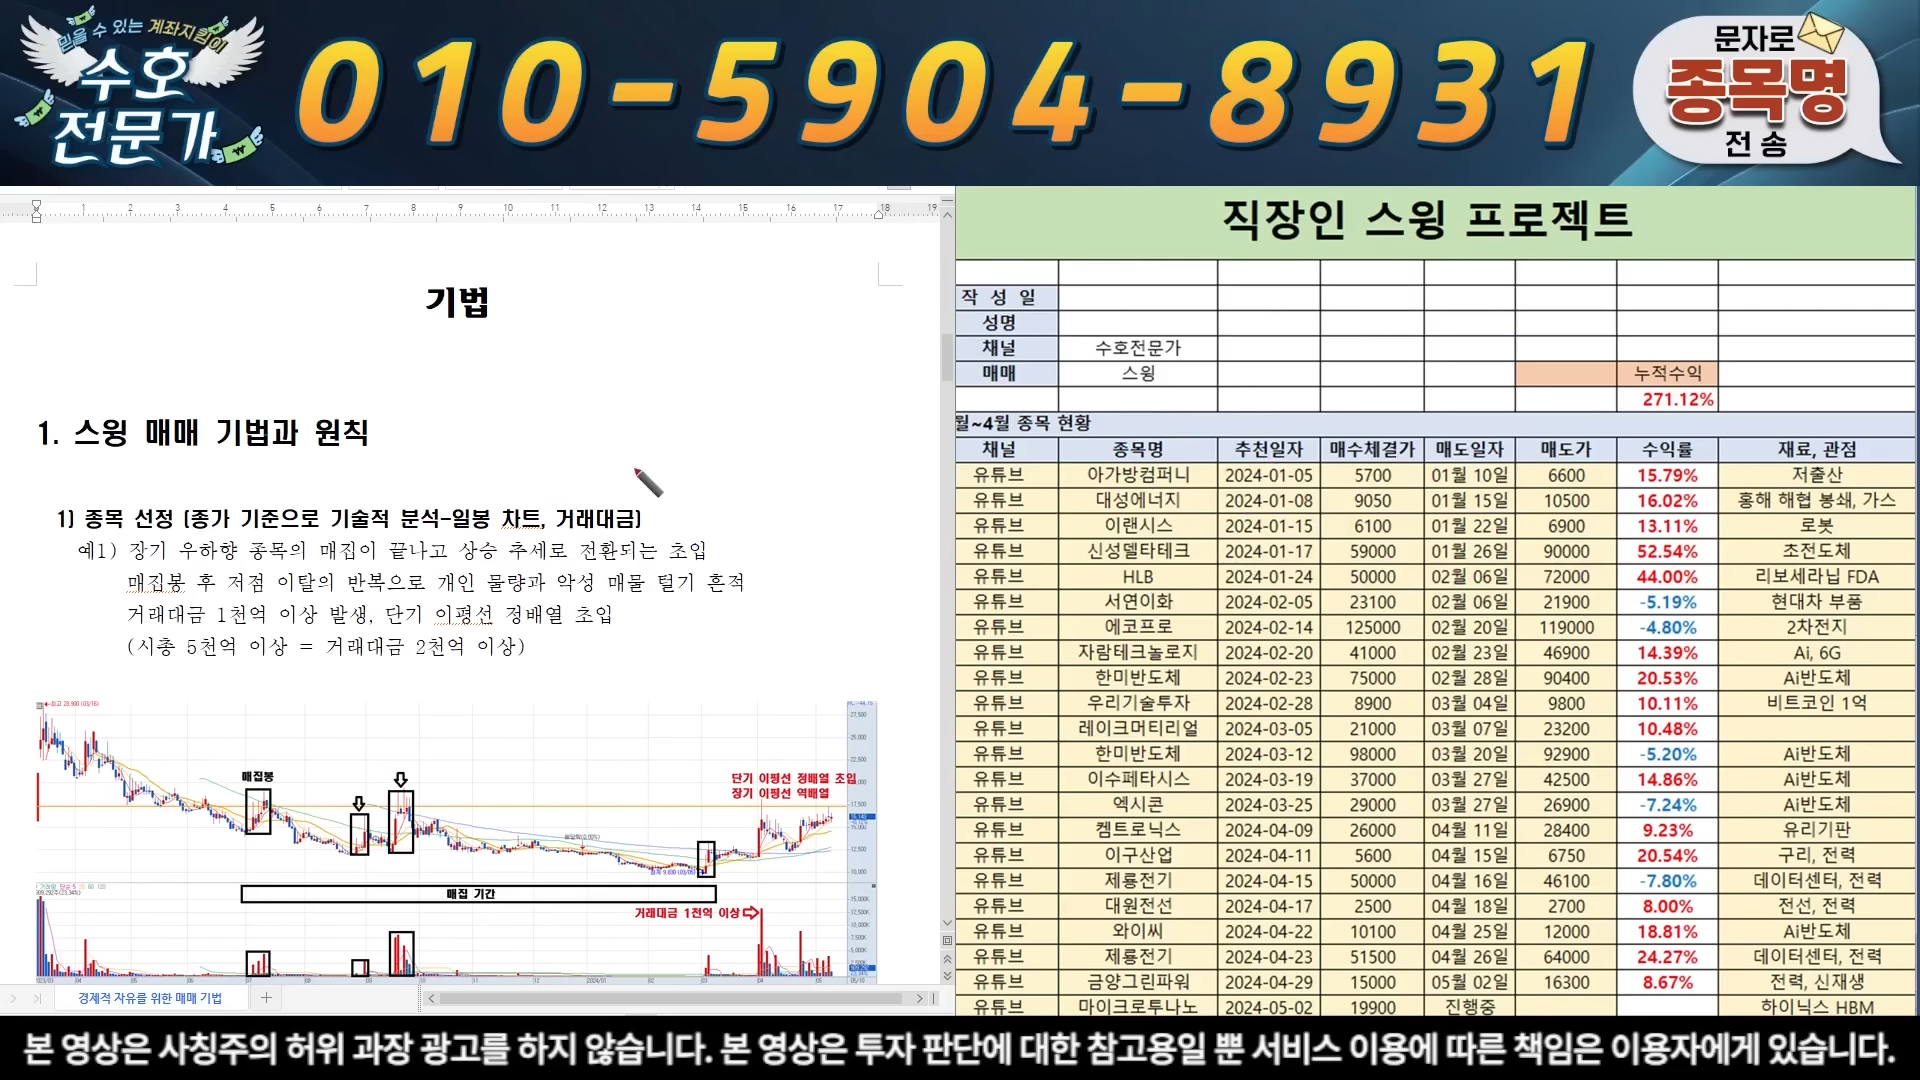 믿을 수 있는 계좌지킴이
수호
전문가
010-5904-8931
문자로
종목명
전송
기법
1. 스윙 매매 기법과 원칙
1) 종목 선정 (종가 기준으로 기술적 분석-일봉 차트, 거래대금)
예1) 장기 우하향 종목의 매집이 끝나고 상승 추세로 전환되는 초입
매집봉 후 저점 이탈의 반복으로 개인 물량과 악성 매물 털기 흔적
거래대금 1천억 이상 발생, 단기 이평선 정배열 초입
(시총 5천억 이상 = 거래대금 2천억 이상)
매집봉
단기 이평선 정배열 초입
장기 이평선 역배열
매집 기간
거래대금 1천억 이상
경제적 자유를 위한 매매 기법
직장인 스윙 프로젝트
작 성 일
성명
채널 수호전문가
매매 스윙 누적수익
271.12%
월~4월 종목 현황
채널 종목명 추천일자 매수체결가 매도일자 매도가 수익률 재료, 관점
유튜브 아가방컴퍼니 2024-01-05 5700 01월 10일 6600 15.79% 저출산
유튜브 대성에너지 2024-01-08 9050 01월 15일 10500 16.02% 홍해 해협 봉쇄, 가스
유튜브 이랜시스 2024-01-15 6100 01월 22일 6900 13.11% 로봇
유튜브 신성델타테크 2024-01-17 59000 01월 26일 90000 52.54% 초전도체
유튜브 HLB 2024-01-24 50000 02월 06일 72000 44.00% 리보세라닙 FDA
유튜브 서연이화 2024-02-05 23100 02월 06일 21900 -5.19% 현대차 부품
유튜브 에코프로 2024-02-14 125000 02월 20일 119000 -4.80% 2차전지
유튜브 자람테크놀로지 2024-02-20 41000 02월 23일 46900 14.39% Ai, 6G
유튜브 한미반도체 2024-02-23 75000 02월 28일 90400 20.53% Ai반도체
유튜브 우리기술투자 2024-02-28 8900 03월 04일 9800 10.11% 비트코인 1억
유튜브 레이크머티리얼 2024-03-05 21000 03월 07일 23200 10.48%
유튜브 한미반도체 2024-03-12 98000 03월 20일 92900 -5.20% Ai반도체
유튜브 이수페타시스 2024-03-19 37000 03월 27일 42500 14.86% Ai반도체
유튜브 엑시콘 2024-03-25 29000 03월 27일 26900 -7.24% Ai반도체
유튜브 켐트로닉스 2024-04-09 26000 04월 11일 28400 9.23% 유리기판
유튜브 이구산업 2024-04-11 5600 04월 15일 6750 20.54% 구리, 전력
유튜브 제룡전기 2024-04-15 50000 04월 16일 46100 -7.80% 데이터센터, 전력
유튜브 대원전선 2024-04-17 2500 04월 18일 2700 8.00% 전선, 전력
유튜브 와이씨 2024-04-22 10100 04월 25일 12000 18.81% Ai반도체
유튜브 제룡전기 2024-04-23 51500 04월 26일 64000 24.27% 데이터센터, 전력
유튜브 금양그린파워 2024-04-29 15000 05월 02일 16300 8.67% 전력, 신재생
유튜브 마이크로투나노 2024-05-02 19900 진행중 하이닉스 HBM
본 영상은 사칭주의 허위 과장 광고를 하지 않습니다. 본 영상은 투자 판단에 대한 참고용일 뿐 서비스 이용에 따른 책임은 이용자에게 있습니다.